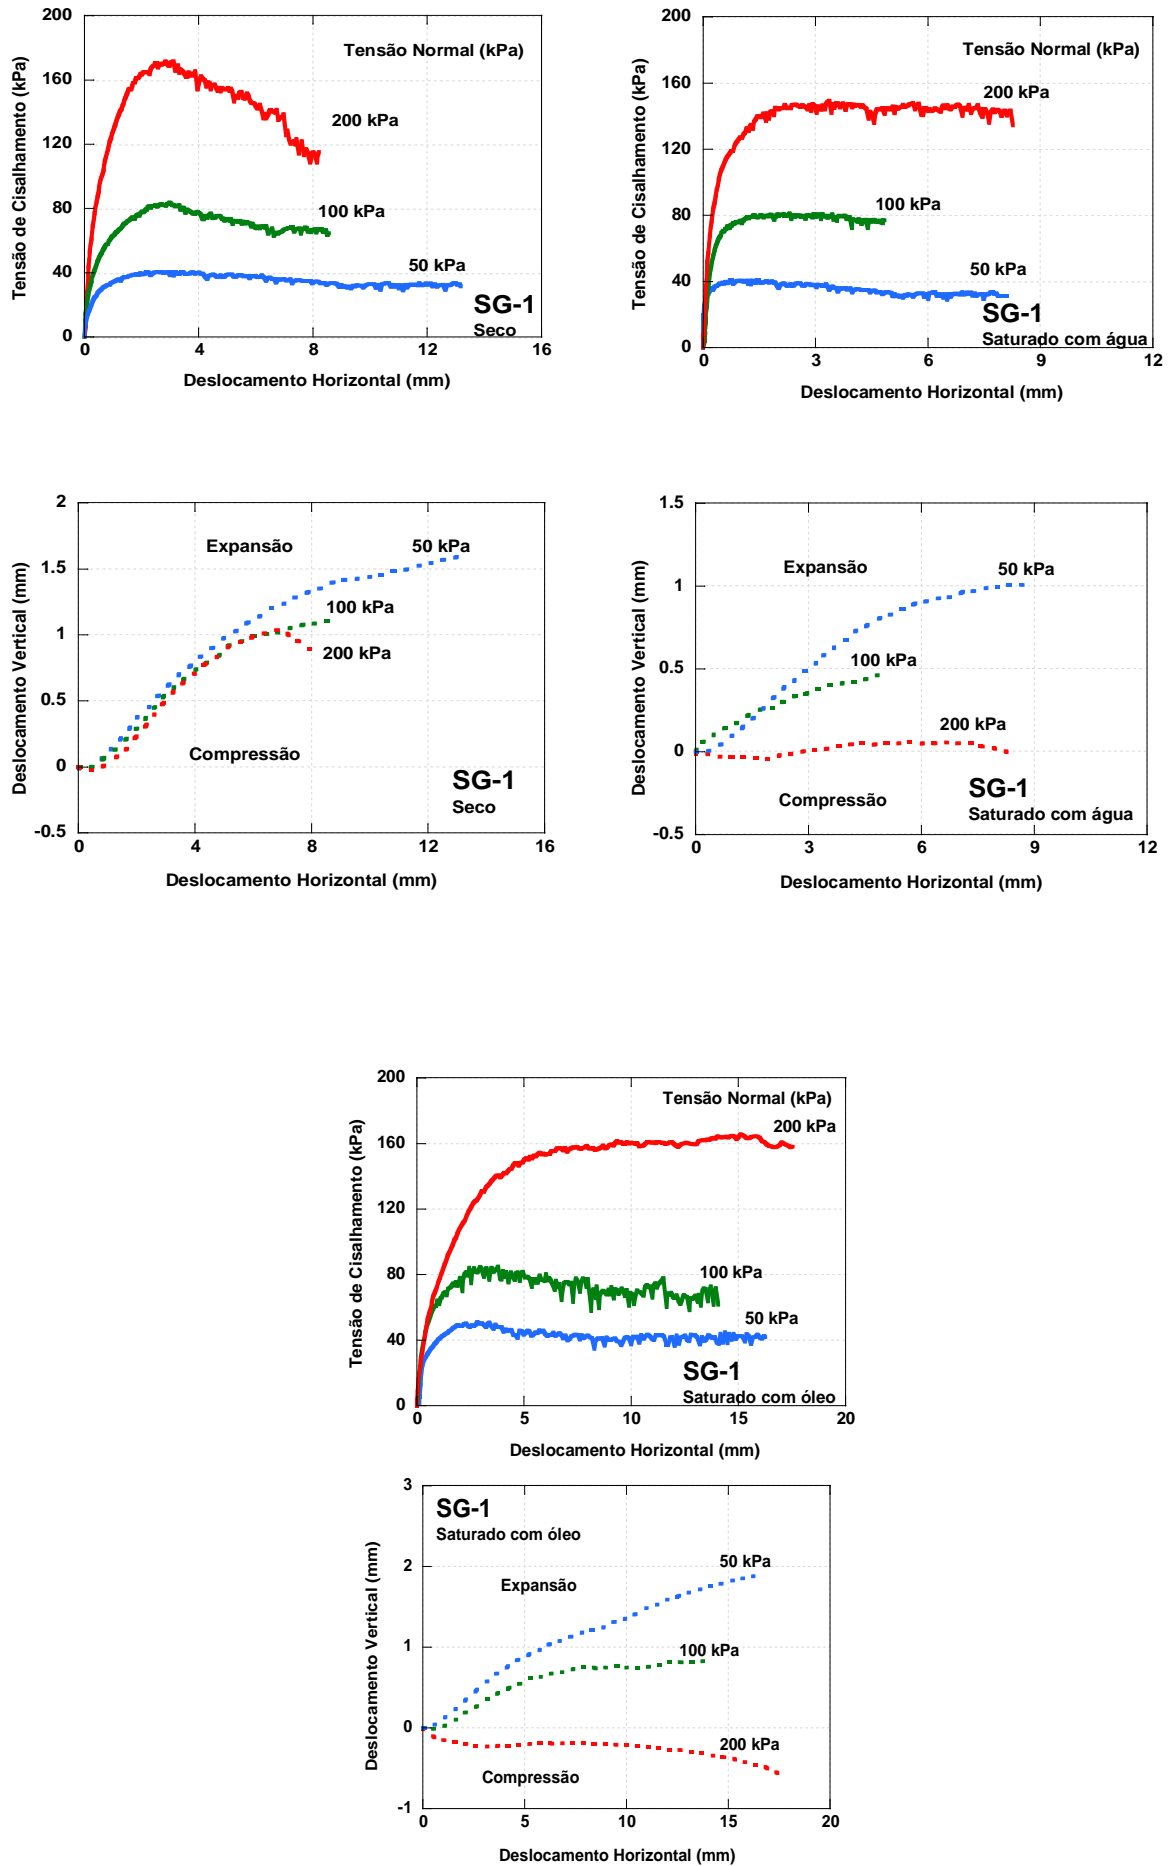 200
160
120
80
40
0
Tensão de Cisalhamento (kPa)
Tensão Normal (kPa)
200 kPa
100 kPa
50 kPa
SG-1
Seco
0
4
8
12
16
Deslocamento Horizontal (mm)
200
160
120
80
40
0
Tensão de Cisalhamento (kPa)
Tensão Normal (kPa)
200 kPa
100 kPa
50 kPa
SG-1
Saturado com água
0
3
6
9
12
Deslocamento Horizontal (mm)
2
1.5
1
0.5
0
-0.5
Deslocamento Vertical (mm)
Expansão
50 kPa
100 kPa
200 kPa
Compressão
SG-1
Seco
0
4
8
12
16
Deslocamento Horizontal (mm)
1.5
1
0.5
0
-0.5
Deslocamento Vertical (mm)
Expansão
50 kPa
100 kPa
200 kPa
Compressão
SG-1
Saturado com água
0
3
6
9
12
Deslocamento Horizontal (mm)
200
160
120
80
40
0
Tensão de Cisalhamento (kPa)
Tensão Normal (kPa)
200 kPa
100 kPa
50 kPa
SG-1
Saturado com óleo
0
5
10
15
20
Deslocamento Horizontal (mm)
3
2
1
0
-1
Deslocamento Vertical (mm)
SG-1
Saturado com óleo
50 kPa
Expansão
100 kPa
200 kPa
Compressão
0
5
10
15
20
Deslocamento Horizontal (mm)